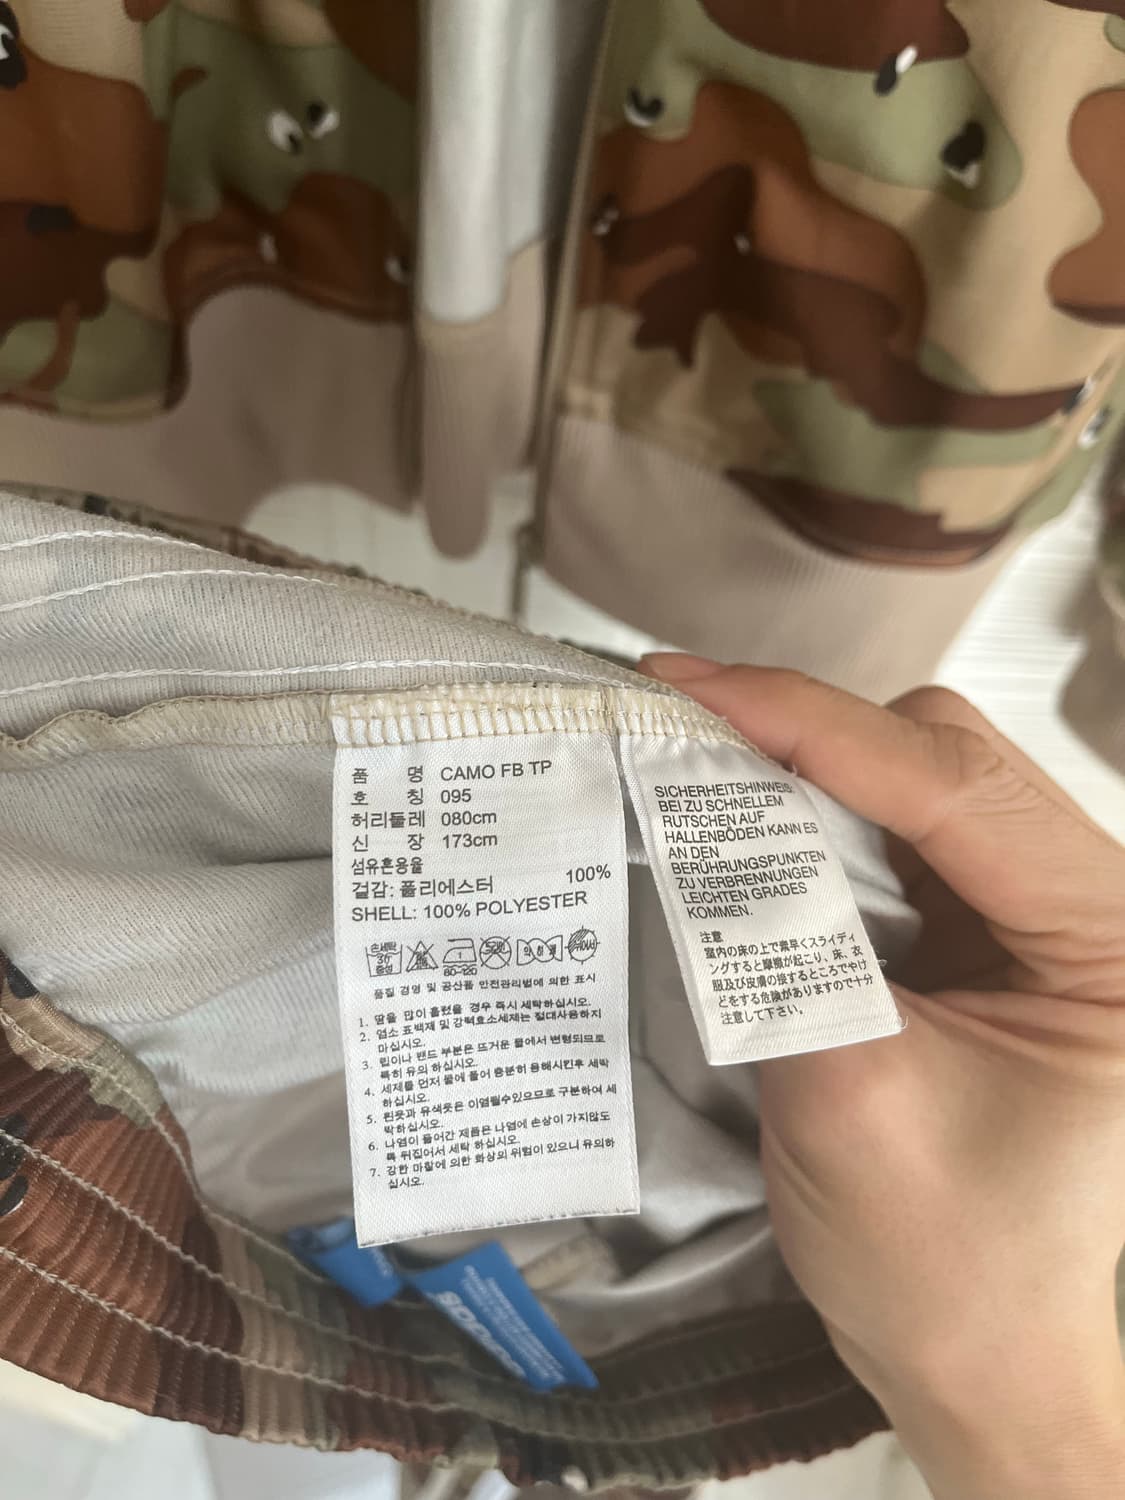 품 명 CAMO FB TP
호 칭 095
허리둘레 080cm
신 장 173cm
섬유혼용율
겉감: 폴리에스터 100%
SHELL: 100% POLYESTER
손세탁
30
중성
60-120
품질 경영 및 공산품 안전관리법에 의한 표시
1. 땀을 많이 흘렸을 경우 즉시 세탁하십시오.
2. 염소 표백제 및 강력효소세제는 절대사용하지
마십시오.
3. 립이나 밴드 부분은 뜨거운 물에서 변형되므로
특히 유의 하십시오.
4. 세제를 먼저 물에 풀어 충분히 용해시킨후 세탁
하십시오.
5. 흰옷과 유색옷은 이염될수있으므로 구분하여 세
탁하십시오.
6. 나염이 들어간 제품은 나염에 손상이 가지않도
록 뒤집어서 세탁 하십시오.
7. 강한 마찰에 의한 화상의 위험이 있으니 유의하
십시오.
SICHERHEITSHINWEIS:
BEI ZU SCHNELLEM
RUTSCHEN AUF
HALLENBÖDEN KANN ES
AN DEN
BERÜHRUNGSPUNKTEN
ZU VERBRENNUNGEN
LEICHTEN GRADES
KOMMEN.
注意
室内の床の上で素早くスライディ
ングすると摩擦が起こり、床、衣
服及び皮膚の接するところでやけ
どをする危険がありますので十分
注意して下さい。
adidas